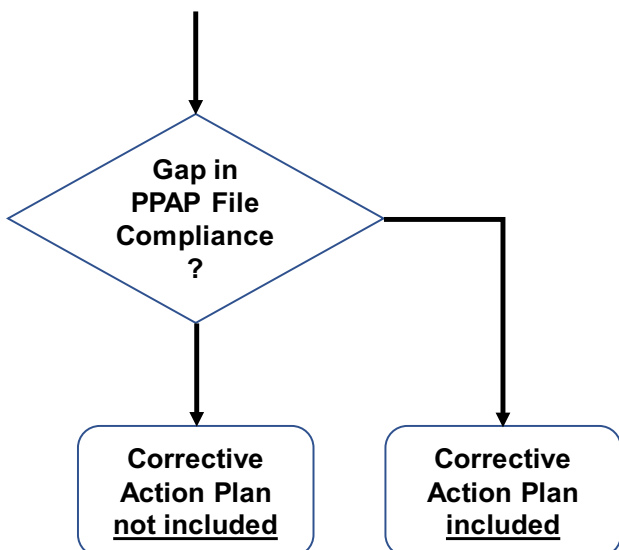 Gap in
PPAP File
Compliance
?
Corrective
Action Plan
not included
Corrective
Action Plan
included